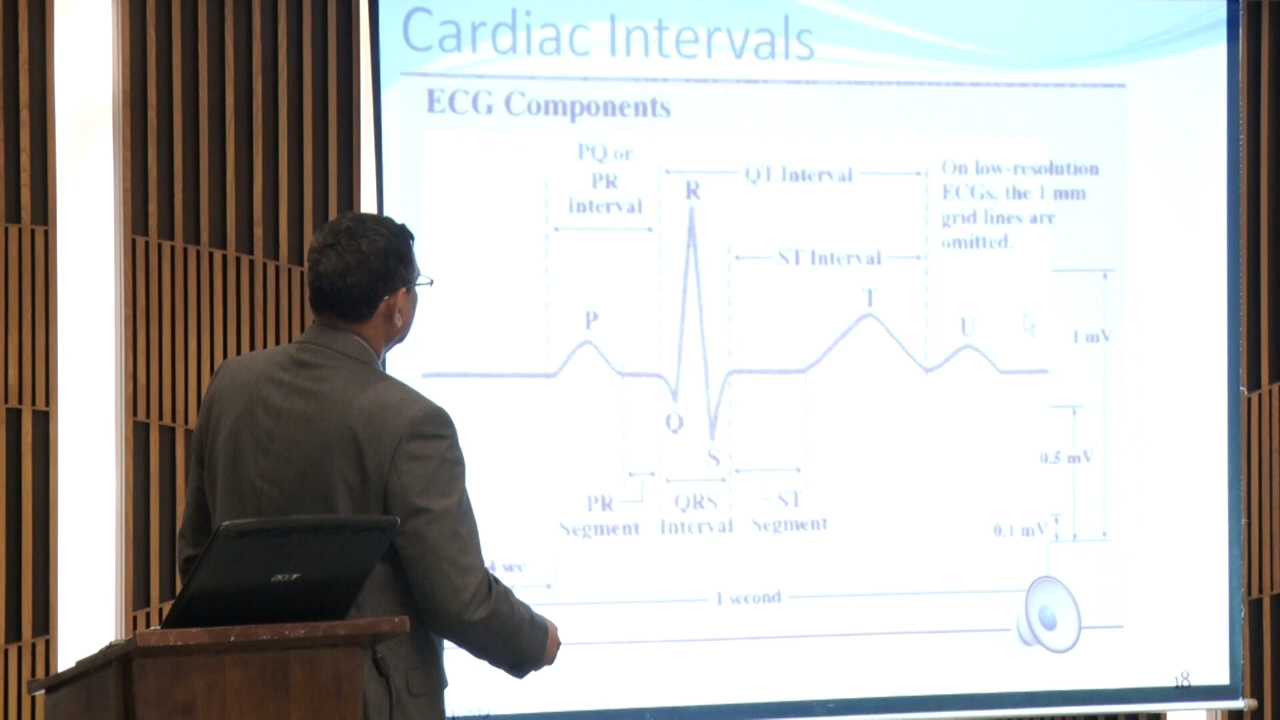 Cardiac Intervals
ECG Components
PQ or
PR
interval
QT Interval
On low-resolution
ECGs, the 1 mm
grid lines are
omitted.
R
ST Interval
P
T
U
1 mV
Q
S
0.5 mV
PR
Segment
QRS
Interval
ST
Segment
0.1 mV
sec
1 second
acer
18